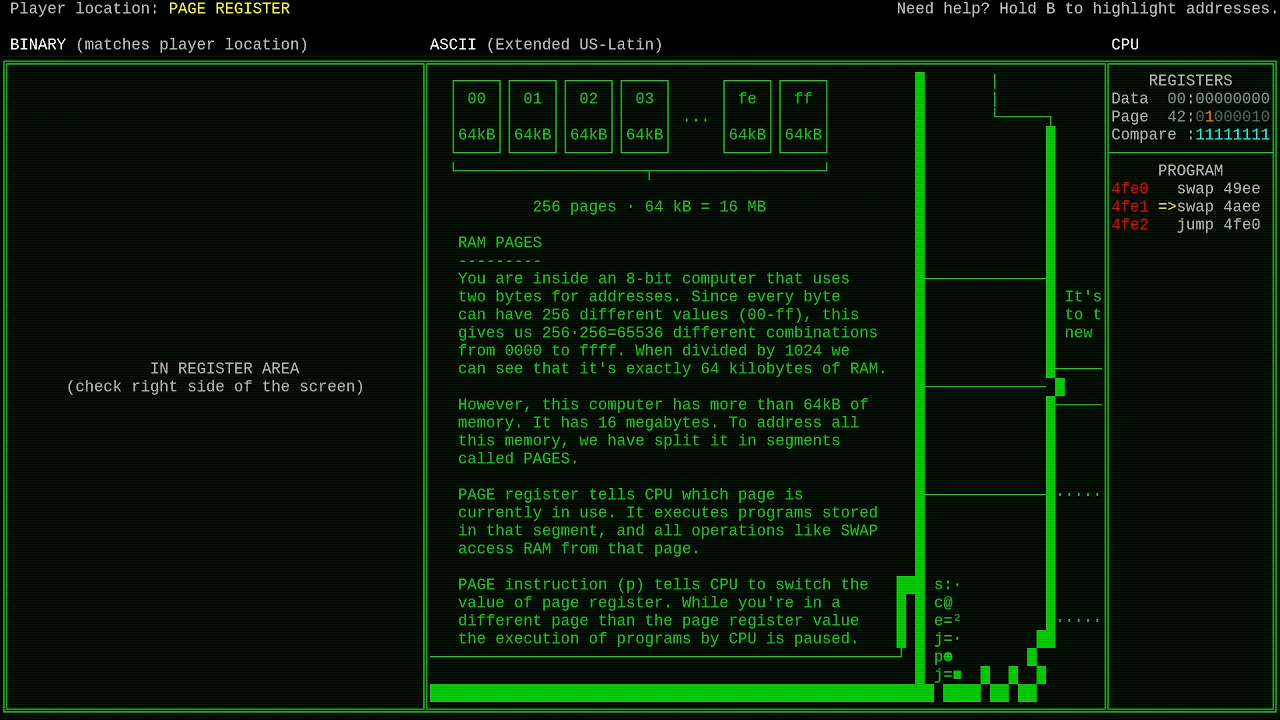 Player location: PAGE REGISTER
Need help? Hold B to highlight addresses.
BINARY (matches player location)
ASCII (Extended US-Latin)
CPU
IN REGISTER AREA
(check right side of the screen)
00 01 02 03 ... fe ff
64kB 64kB 64kB 64kB 64kB 64kB
256 pages · 64 kB = 16 MB
RAM PAGES
---------
You are inside an 8-bit computer that uses
two bytes for addresses. Since every byte
can have 256 different values (00-ff), this
gives us 256·256=65536 different combinations
from 0000 to ffff. When divided by 1024 we
can see that it's exactly 64 kilobytes of RAM.
However, this computer has more than 64kB of
memory. It has 16 megabytes. To address all
this memory, we have split it in segments
called PAGES.
PAGE register tells CPU which page is
currently in use. It executes programs stored
in that segment, and all operations like SWAP
access RAM from that page.
PAGE instruction (p) tells CPU to switch the
value of page register. While you're in a
different page than the page register value
the execution of programs by CPU is paused.
s:·
c@
e=²
j=·
p☻
j=■
It's
to t
new
·····
·····
REGISTERS
Data 00:00000000
Page 42:01000010
Compare :11111111
PROGRAM
4fe0 swap 49ee
4fe1 =>swap 4aee
4fe2 jump 4fe0